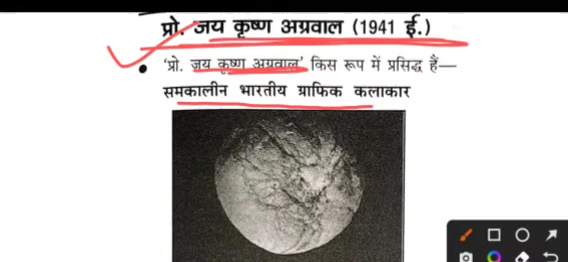 प्रो. जय कृष्ण अग्रवाल (1941 ई.)
• 'प्रो. जय कृष्ण अग्रवाल' किस रूप में प्रसिद्ध हैं—
समकालीन भारतीय ग्राफिक कलाकार